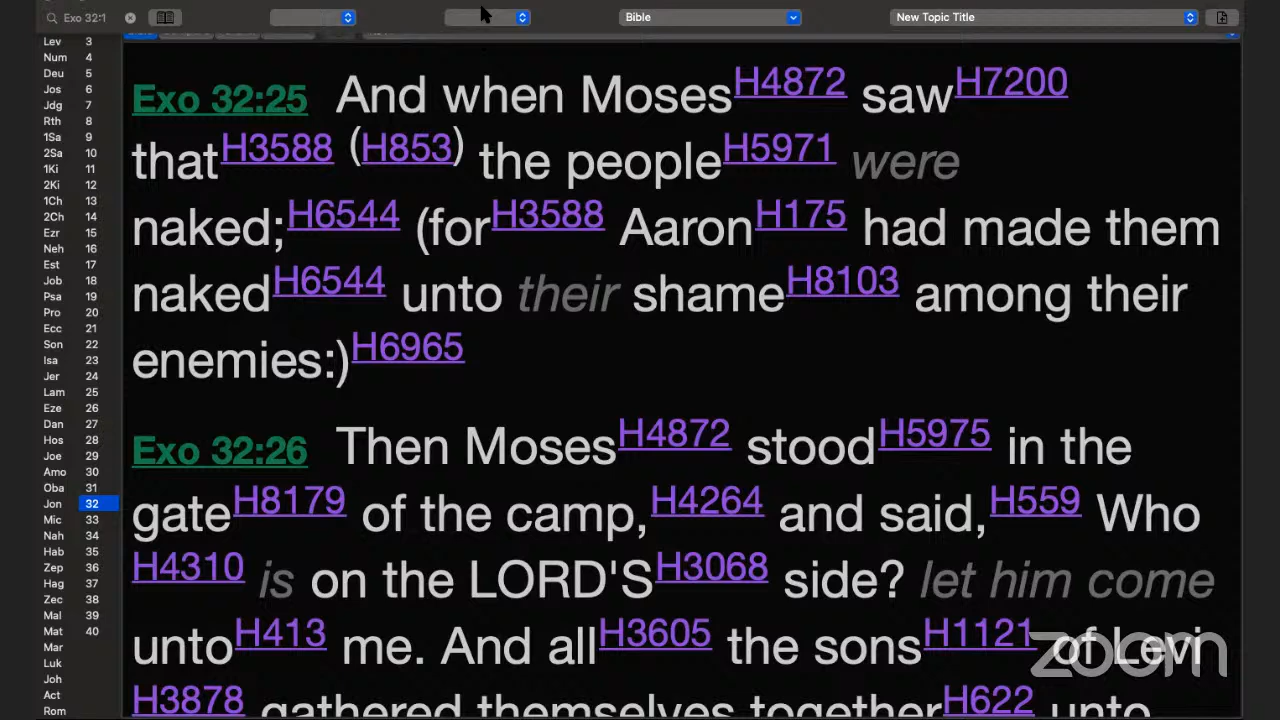 Exo 32:1
Bible
New Topic Title
Lev 3
Num 4
Deu 5
Jos 6
Jdg 7
Rth 8
1Sa 9
2Sa 10
1Ki 11
2Ki 12
1Ch 13
2Ch 14
Ezr 15
Neh 16
Est 17
Job 18
Psa 19
Pro 20
Ecc 21
Son 22
Isa 23
Jer 24
Lam 25
Eze 26
Dan 27
Hos 28
Joe 29
Amo 30
Oba 31
Jon 32
Mic 33
Nah 34
Hab 35
Zep 36
Hag 37
Zec 38
Mal 39
Mat 40
Mar
Luk
Joh
Act
Rom
Exo 32:25 And when MosesH4872 sawH7200
thatH3588 (H853) the peopleH5971 were
naked;H6544 (forH3588 AaronH175 had made them
nakedH6544 unto their shameH8103 among their
enemies:)H6965
Exo 32:26 Then MosesH4872 stoodH5975 in the
gateH8179 of the camp,H4264 and said,H559 Who
H4310 is on the LORD'SH3068 side? let him come
untoH413 me. And allH3605 the sonsH1121 of Levi
H3878 gathered themselves togetherH622 unto
zoom